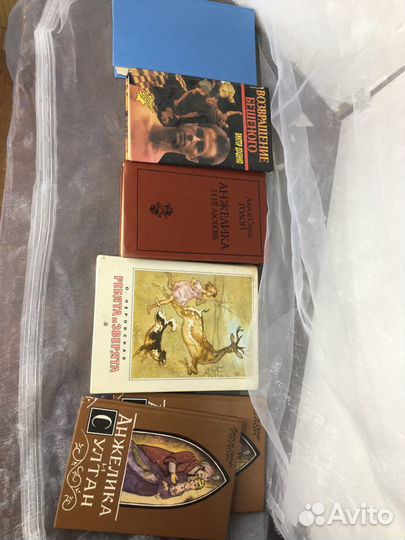 ВОЗВРАЩЕНИЕ
БЕШЕНОГО
Анн и Серж
ГОЛОН
АНЖЕЛИКА
И ЕЕ ЛЮБОВЬ
О. ПЕРОВСКАЯ
РЕБЯТА И ЗВЕРЯТА
АНЖЕЛИКА
И
СУЛТАН
Avito